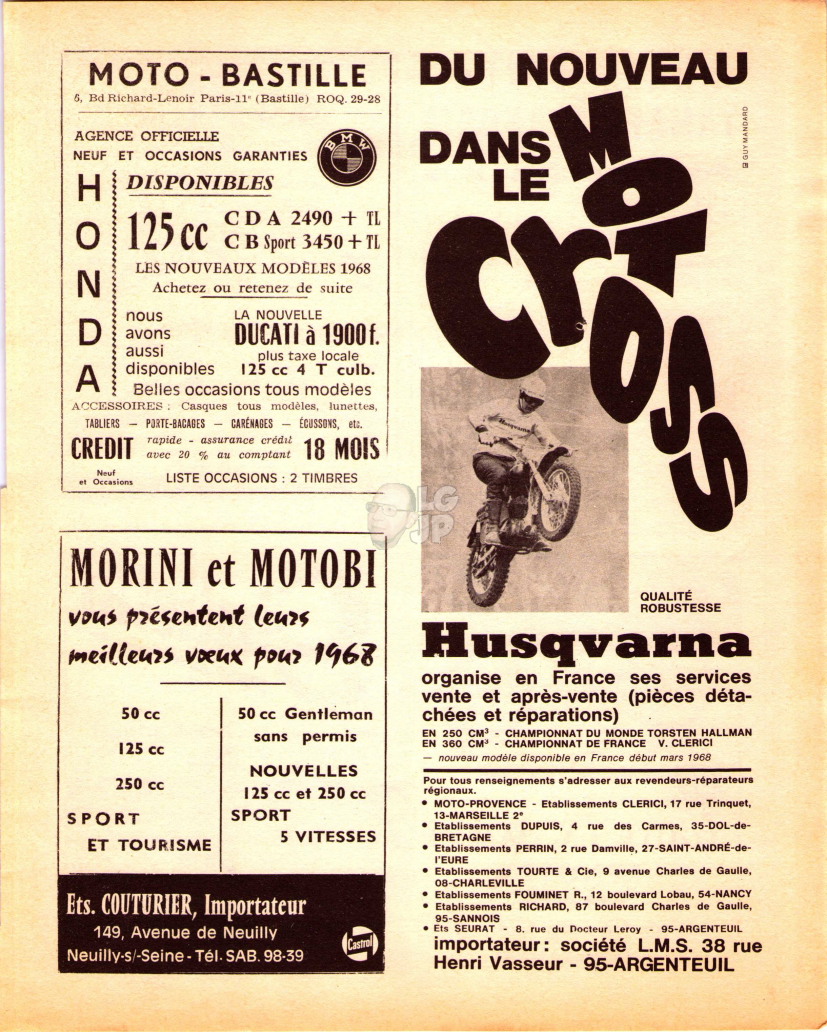 MOTO - BASTILLE
6, Bd Richard-Lenoir Paris-11e (Bastille) ROQ. 29-28
AGENCE OFFICIELLE
NEUF ET OCCASIONS GARANTIES
BMW
HONDA
DISPONIBLES
125 cc
CDA 2490 + TL
CB Sport 3450 + TL
LES NOUVEAUX MODÈLES 1968
Achetez ou retenez de suite
nous
avons
aussi
disponibles
LA NOUVELLE
DUCATI à 1900 f.
plus taxe locale
125 cc 4 T culb.
Belles occasions tous modèles
ACCESSOIRES : Casques tous modèles, lunettes,
TABLIERS — PORTE-BAGAGES — CARÉNAGES — ÉCUSSONS, etc.
CREDIT
rapide - assurance crédit
avec 20 % au comptant
18 MOIS
Neuf
et Occasions
LISTE OCCASIONS : 2 TIMBRES
MORINI et MOTOBI
vous présentent leurs
meilleurs vœux pour 1968
50 cc
125 cc
250 cc
SPORT
ET TOURISME
50 cc Gentleman
sans permis
NOUVELLES
125 cc et 250 cc
SPORT
5 VITESSES
Ets. COUTURIER, Importateur
149, Avenue de Neuilly
Neuilly-s/-Seine - Tél. SAB. 98-39
Castrol
DU NOUVEAU
DANS
LE
MOTO
Cross
GUY MANDARD
LG
JP
QUALITÉ
ROBUSTESSE
Husqvarna
organise en France ses services
vente et après-vente (pièces déta-
chées et réparations)
EN 250 CM³ - CHAMPIONNAT DU MONDE TORSTEN HALLMAN
EN 360 CM³ - CHAMPIONNAT DE FRANCE V. CLERICI
— nouveau modèle disponible en France début mars 1968
Pour tous renseignements s'adresser aux revendeurs-réparateurs
régionaux.
• MOTO-PROVENCE - Etablissements CLERICI, 17 rue Trinquet,
13-MARSEILLE 2e
• Etablissements DUPUIS, 4 rue des Carmes, 35-DOL-de-
BRETAGNE
• Etablissements PERRIN, 2 rue Damville, 27-SAINT-ANDRÉ-de-
l'EURE
• Etablissements TOURTE & Cie, 9 avenue Charles de Gaulle,
08-CHARLEVILLE
• Etablissements FOUMINET R., 12 boulevard Lobau, 54-NANCY
• Etablissements RICHARD, 87 boulevard Charles de Gaulle,
95-SANNOIS
• Ets SEURAT - 8. rue du Docteur Leroy - 95-ARGENTEUIL
importateur : société L.M.S. 38 rue
Henri Vasseur - 95-ARGENTEUIL